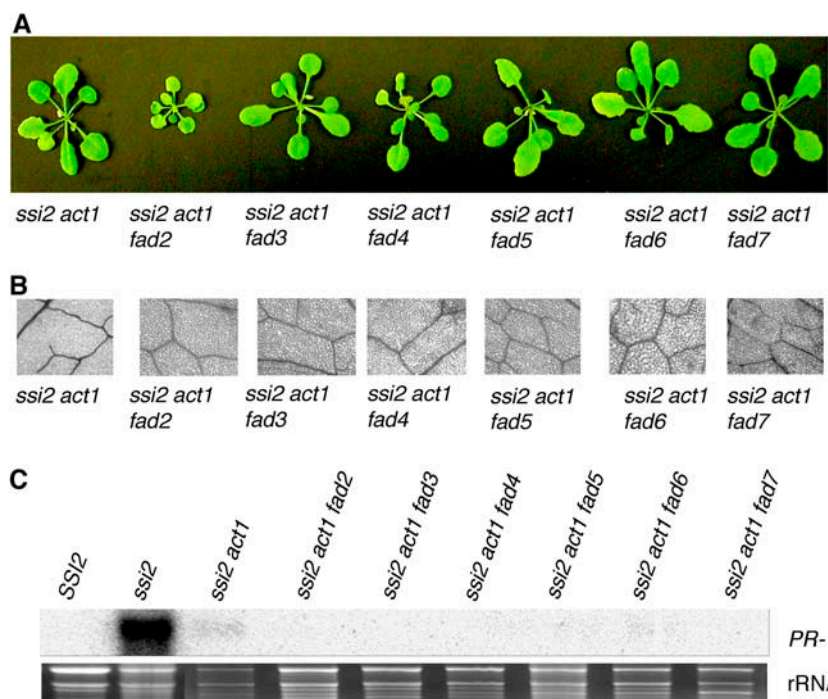 A
ssi2 act1
ssi2 act1 fad2
ssi2 act1 fad3
ssi2 act1 fad4
ssi2 act1 fad5
ssi2 act1 fad6
ssi2 act1 fad7
B
ssi2 act1
ssi2 act1 fad2
ssi2 act1 fad3
ssi2 act1 fad4
ssi2 act1 fad5
ssi2 act1 fad6
ssi2 act1 fad7
C
SSI2
ssi2
ssi2 act1
ssi2 act1 fad2
ssi2 act1 fad3
ssi2 act1 fad4
ssi2 act1 fad5
ssi2 act1 fad6
ssi2 act1 fad7
PR-